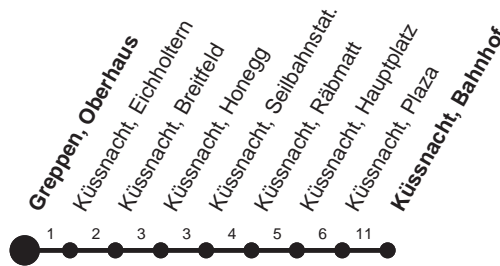 Greppen, Oberhaus
Küssnacht, Eichholtern
Küssnacht, Breitfeld
Küssnacht, Honegg
Küssnacht, Seilbahnstat.
Küssnacht, Räbmatt
Küssnacht, Hauptplatz
Küssnacht, Plaza
Küssnacht, Bahnhof
1 2 3 3 4 5 6 11